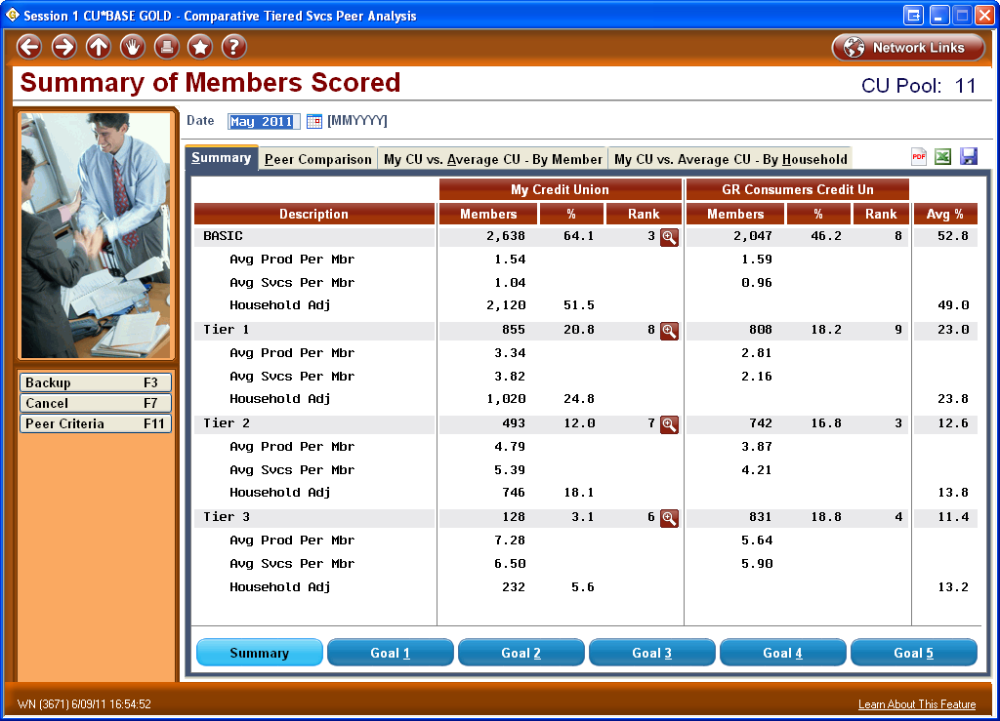 Session 1 CU*BASE GOLD - Comparative Tiered Svcs Peer Analysis
Network Links
Summary of Members Scored
CU Pool: 11
Date May 2011 [MMYYYY]
Summary Peer Comparison My CU vs. Average CU - By Member My CU vs. Average CU - By Household
PDF
My Credit Union GR Consumers Credit Un
Description Members % Rank Members % Rank Avg %
BASIC 2,638 64.1 3 2,047 46.2 8 52.8
Avg Prod Per Mbr 1.54 1.59
Avg Svcs Per Mbr 1.04 0.96
Household Adj 2,120 51.5 49.0
Tier 1 855 20.8 8 808 18.2 9 23.0
Avg Prod Per Mbr 3.34 2.81
Avg Svcs Per Mbr 3.82 2.16
Household Adj 1,020 24.8 23.8
Tier 2 493 12.0 7 742 16.8 3 12.6
Avg Prod Per Mbr 4.79 3.87
Avg Svcs Per Mbr 5.39 4.21
Household Adj 746 18.1 13.8
Tier 3 128 3.1 6 831 18.8 4 11.4
Avg Prod Per Mbr 7.28 5.64
Avg Svcs Per Mbr 6.50 5.90
Household Adj 232 5.6 13.2
Backup F3
Cancel F7
Peer Criteria F11
Summary Goal 1 Goal 2 Goal 3 Goal 4 Goal 5
WN (3671) 6/09/11 16:54:52
Learn About This Feature